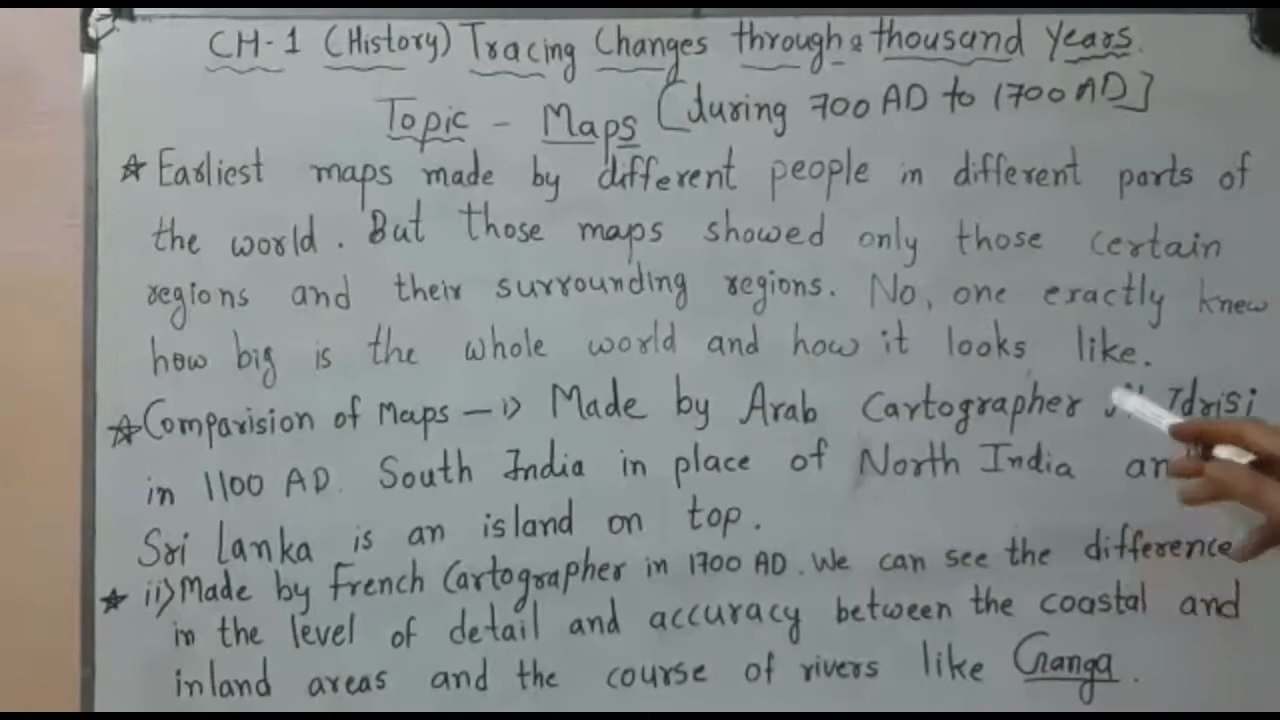 CH-1 (History) Tracing Changes through a thousand Years.
Topic - Maps [during 700 AD to 1700 AD]
☆ Earliest maps made by different people in different parts of
the world. But those maps showed only those certain
regions and their surrounding regions. No, one exactly knew
how big is the whole world and how it looks like.
☆ Comparision of Maps - i) Made by Arab Cartographer Idrisi
in 1100 AD. South India in place of North India
Sri Lanka is an island on top.
★ ii) Made by French Cartographer in 1700 AD. We can see the difference
in the level of detail and accuracy between the coastal and
inland areas and the course of rivers like Ganga.